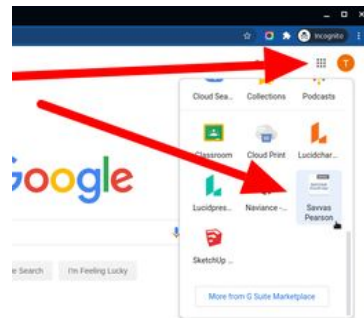 Incognito
T
Cloud Sea... Collections Podcasts
Classroom Cloud Print Lucidchar...
Google
Lucidpres... Naviance -... Savvas
Pearson
SketchUp ...
Search I'm Feeling Lucky
More from G Suite Marketplace